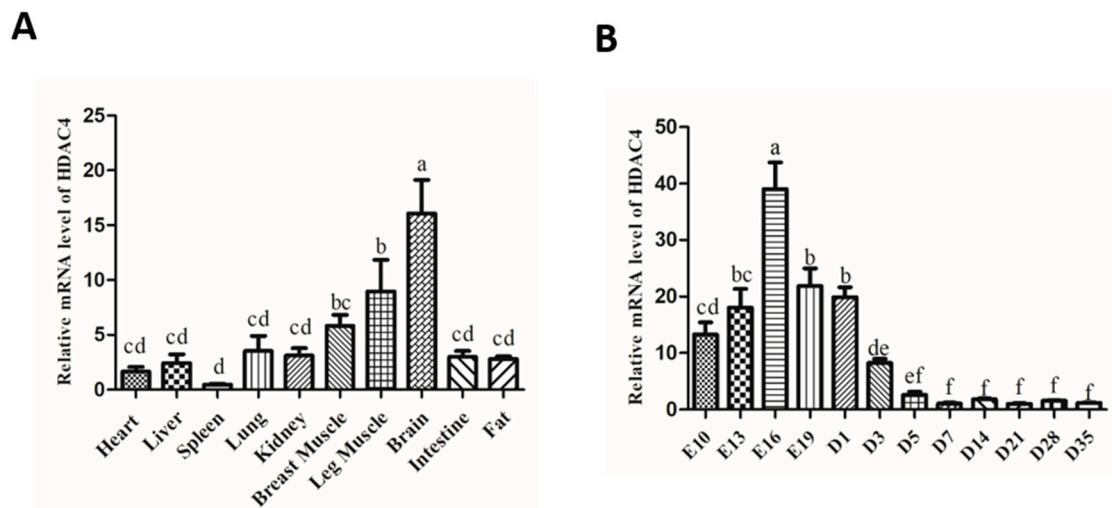 A
Relative mRNA level of HDAC4
25
20
15
10
5
0
cd
cd
d
cd
cd
bc
b
a
cd
cd
Heart
Liver
Spleen
Lung
Kidney
Breast Muscle
Leg Muscle
Brain
Intestine
Fat
B
Relative mRNA level of HDAC4
50
40
30
20
10
0
cd
bc
a
b
b
de
ef
f
f
f
f
f
E10
E13
E16
E19
D1
D3
D5
D7
D14
D21
D28
D35